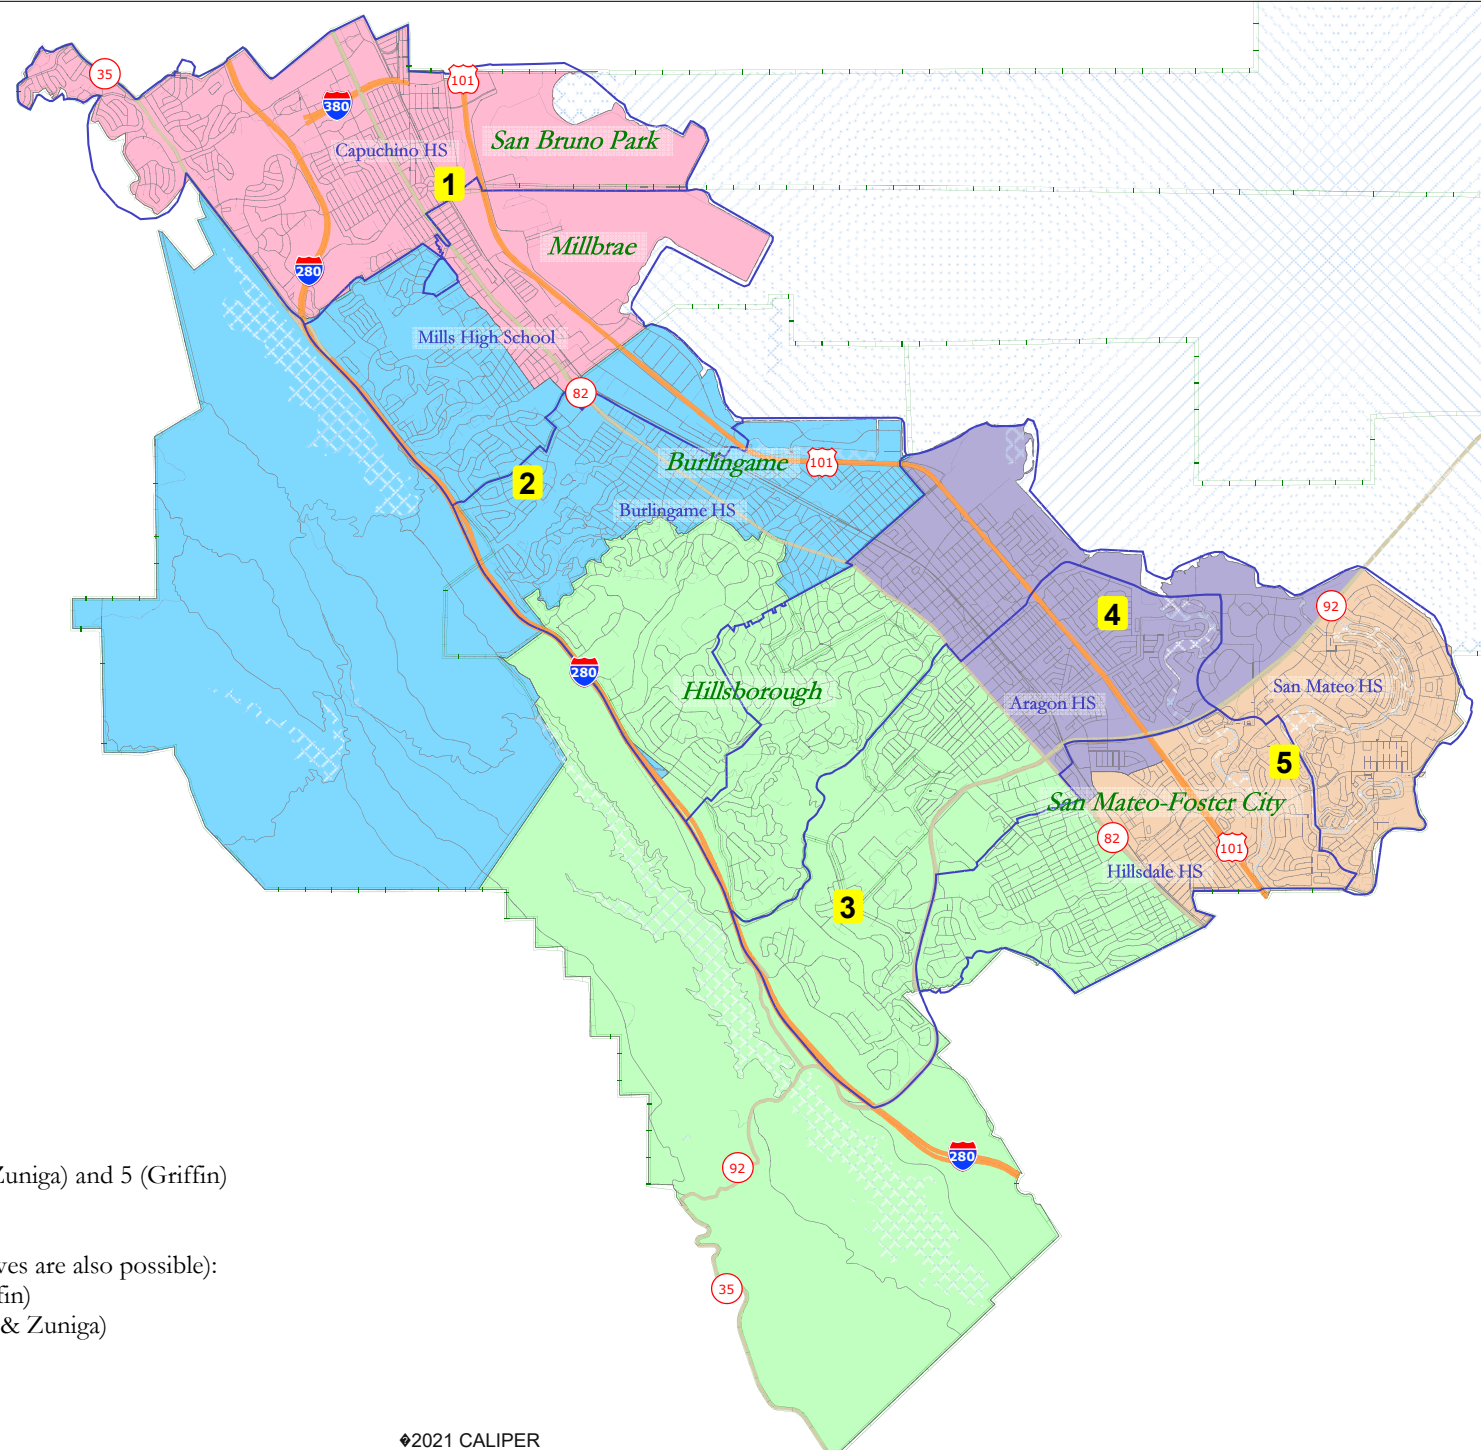 35
101
380
San Bruno Park
Capuchino HS
1
Millbrae
280
Mills High School
82
Burlingame
101
2
Burlingame HS
4
92
280
Hillsborough
San Mateo HS
Aragon HS
5
San Mateo-Foster City
82
101
Hillsdale HS
3
280
92
Zuniga) and 5 (Griffin)
ves are also possible):
35
fin)
& Zuniga)
�2021 CALIPER